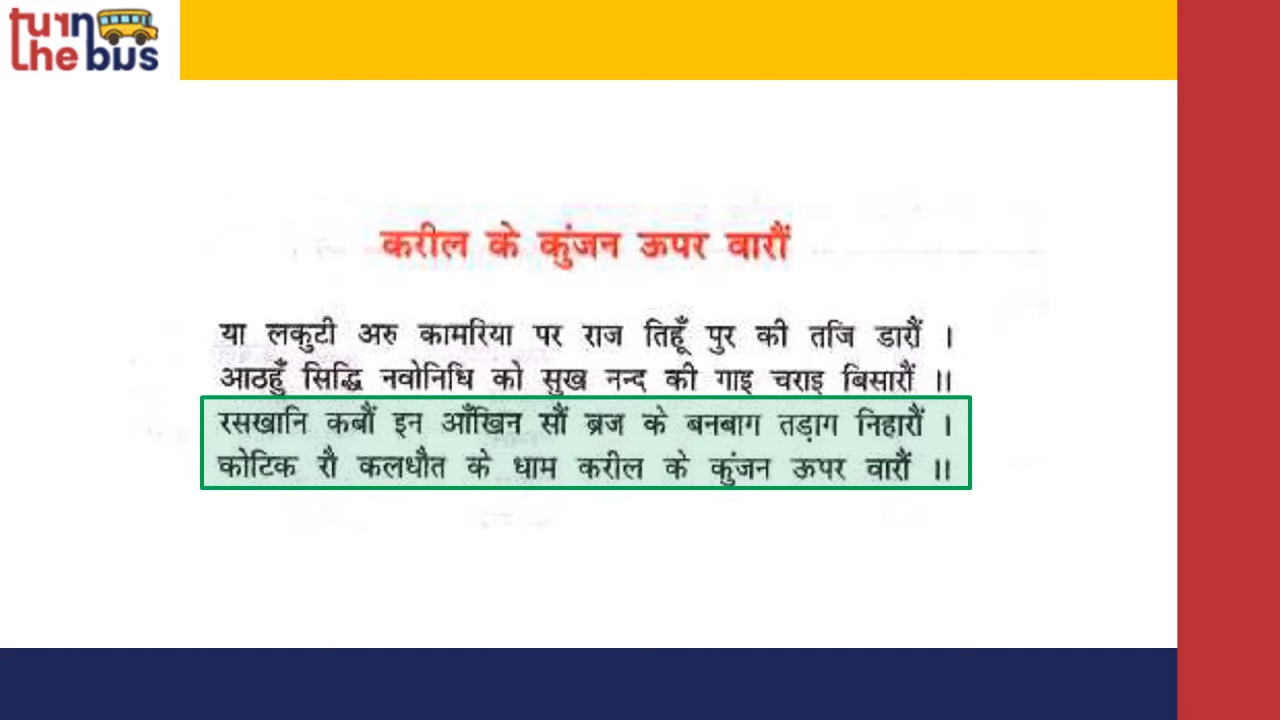 turn
the bus
करील के कुंजन ऊपर वारौं
या लकुटी अरु कामरिया पर राज तिहूँ पुर की तजि डारौं ।
आठहुँ सिद्धि नवोनिधि को सुख नन्द की गाइ चराइ बिसारौं ।।
रसखानि कबौं इन आँखिन सौं ब्रज के बनबाग तड़ाग निहारौं ।
कोटिक रौ कलधौत के धाम करील के कुंजन ऊपर वारौं ।।